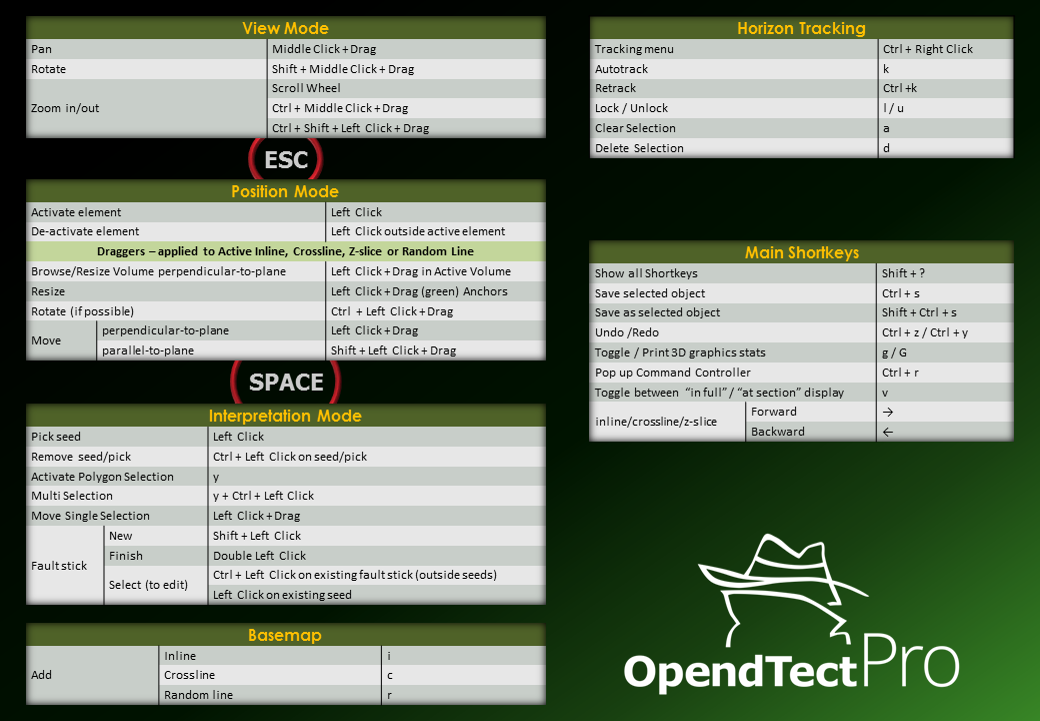 View Mode
Pan Middle Click + Drag
Rotate Shift + Middle Click + Drag
Zoom in/out Scroll Wheel
Ctrl + Middle Click + Drag
Ctrl + Shift + Left Click + Drag
ESC
Position Mode
Activate element Left Click
De-activate element Left Click outside active element
Draggers – applied to Active Inline, Crossline, Z-slice or Random Line
Browse/Resize Volume perpendicular-to-plane Left Click + Drag in Active Volume
Resize Left Click + Drag (green) Anchors
Rotate (if possible) Ctrl + Left Click + Drag
Move perpendicular-to-plane Left Click + Drag
parallel-to-plane Shift + Left Click + Drag
SPACE
Interpretation Mode
Pick seed Left Click
Remove seed/pick Ctrl + Left Click on seed/pick
Activate Polygon Selection y
Multi Selection y + Ctrl + Left Click
Move Single Selection Left Click + Drag
Fault stick New Shift + Left Click
Finish Double Left Click
Select (to edit) Ctrl + Left Click on existing fault stick (outside seeds)
Left Click on existing seed
Basemap
Add Inline i
Crossline c
Random line r
Horizon Tracking
Tracking menu Ctrl + Right Click
Autotrack k
Retrack Ctrl +k
Lock / Unlock l / u
Clear Selection a
Delete Selection d
Main Shortkeys
Show all Shortkeys Shift + ?
Save selected object Ctrl + s
Save as selected object Shift + Ctrl + s
Undo /Redo Ctrl + z / Ctrl + y
Toggle / Print 3D graphics stats g / G
Pop up Command Controller Ctrl + r
Toggle between “in full” / “at section” display v
inline/crossline/z-slice Forward →
Backward ←
OpendTect Pro